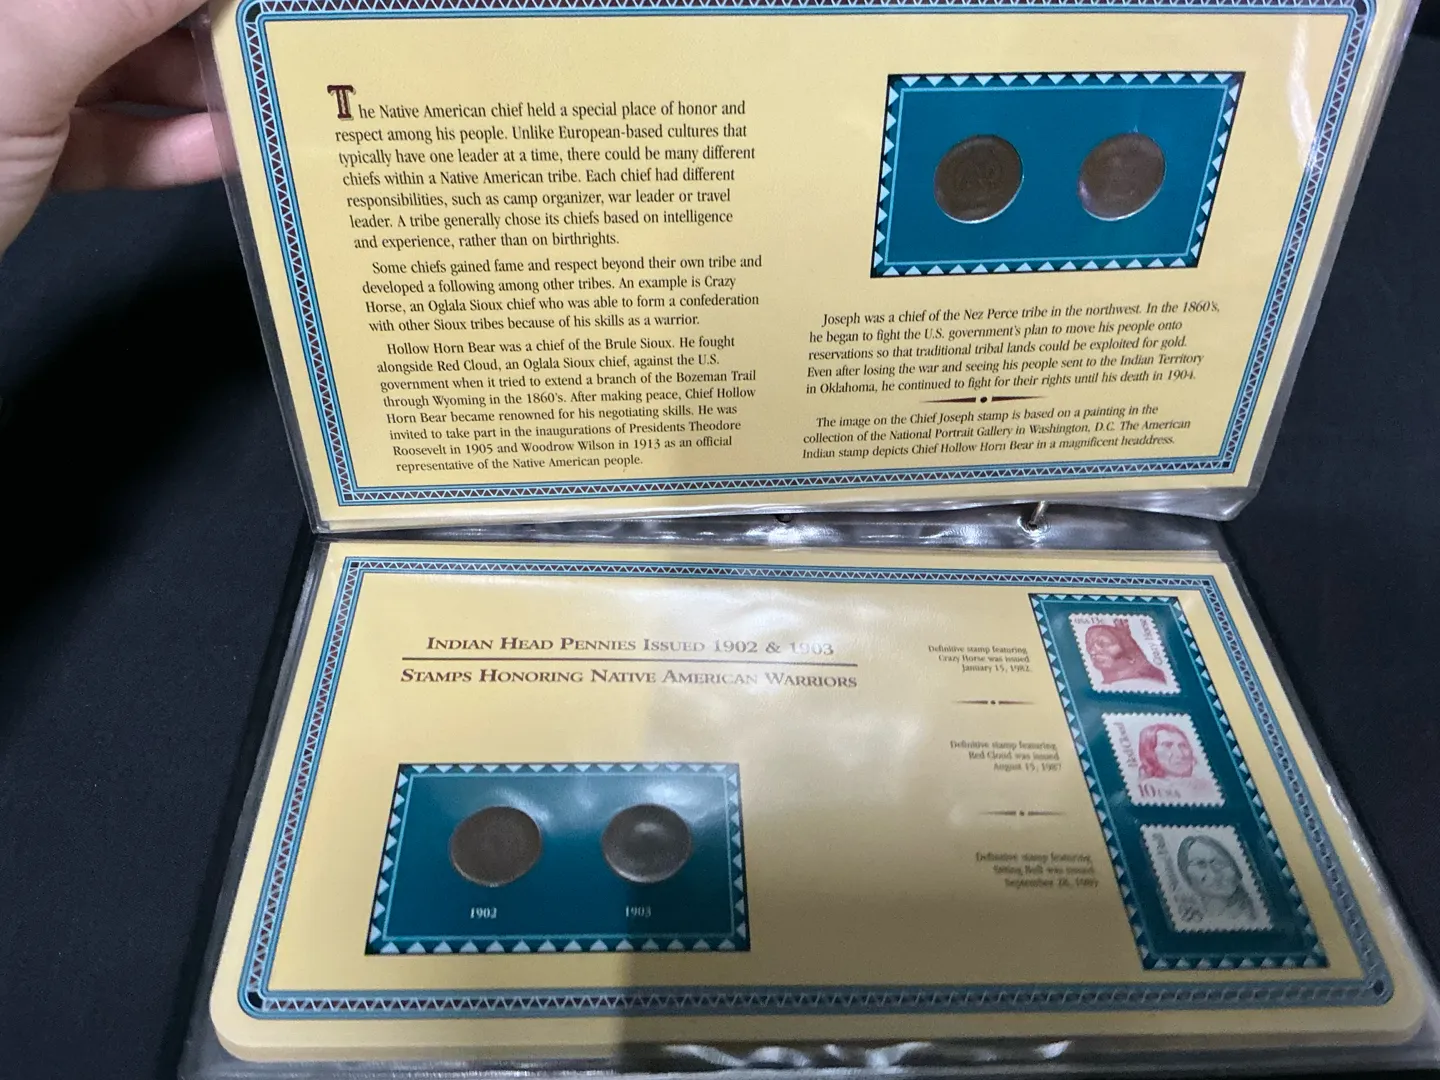 The Native American chief held a special place of honor and
respect among his people. Unlike European-based cultures that
typically have one leader at a time, there could be many different
chiefs within a Native American tribe. Each chief had different
responsibilities, such as camp organizer, war leader or travel
leader. A tribe generally chose its chiefs based on intelligence
and experience, rather than on birthrights.
Some chiefs gained fame and respect beyond their own tribe and
developed a following among other tribes. An example is Crazy
Horse, an Oglala Sioux chief who was able to form a confederation
with other Sioux tribes because of his skills as a warrior.
Hollow Horn Bear was a chief of the Brule Sioux. He fought
alongside Red Cloud, an Oglala Sioux chief, against the U.S.
government when it tried to extend a branch of the Bozeman Trail
through Wyoming in the 1860's. After making peace, Chief Hollow
Horn Bear became renowned for his negotiating skills. He was
invited to take part in the inaugurations of Presidents Theodore
Roosevelt in 1905 and Woodrow Wilson in 1913 as an official
representative of the Native American people.
Joseph was a chief of the Nez Perce tribe in the northwest. In the 1860's,
he began to fight the U.S. government's plan to move his people onto
reservations so that traditional tribal lands could be exploited for gold.
Even after losing the war and seeing his people sent to the Indian Territory
in Oklahoma, he continued to fight for their rights until his death in 1904.
The image on the Chief Joseph stamp is based on a painting in the
collection of the National Portrait Gallery in Washington, D.C. The American
Indian stamp depicts Chief Hollow Horn Bear in a magnificent headdress.
INDIAN HEAD PENNIES ISSUED 1902 & 1903
STAMPS HONORING NATIVE AMERICAN WARRIORS
1902
1903
Definitive stamp featuring
Crazy Horse was issued
January 15, 1982.
Definitive stamp featuring
Red Cloud was issued
August 15, 1987
Definitive stamp featuring
Sitting Bull was issued
September
USA 13c
Crazy Horse
Red Cloud
10 USA